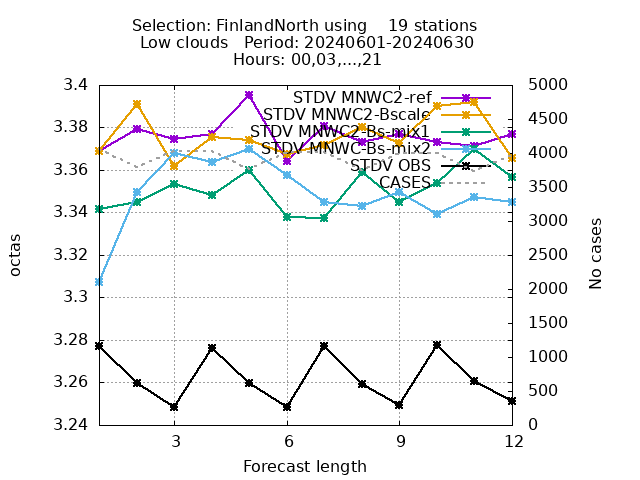 Selection: FinlandNorth using 19 stations
Low clouds Period: 20240601-20240630
Hours: 00,03,...,21
STDV MNWC2-ref
STDV MNWC2-Bscale
STDV MNWC2-Bs-mix1
STDV MNWC-Bs-mix2
STDV OBS
CASES
octas
3.4
3.38
3.36
3.34
3.32
3.3
3.28
3.26
3.24
5000
4500
4000
3500
3000
2500
2000
1500
1000
500
0
No cases
3
6
9
12
Forecast length